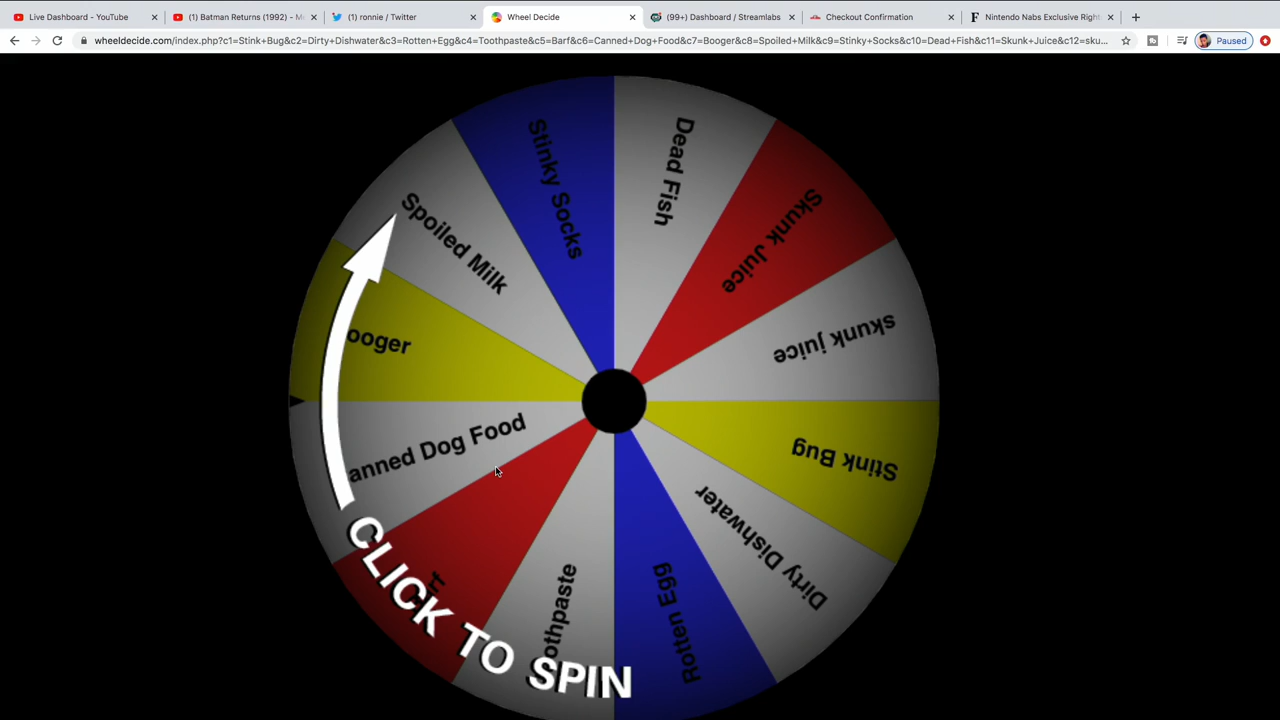 Live Dashboard - YouTube
(1) Batman Returns (1992) - Mo
(1) ronnie / Twitter
Wheel Decide
(99+) Dashboard / Streamlabs
Checkout Confirmation
Nintendo Nabs Exclusive Right
wheeldecide.com/index.php?c1=Stink+Bug&c2=Dirty+Dishwater&c3=Rotten+Egg&c4=Toothpaste&c5=Barf&c6=Canned+Dog+Food&c7=Booger&c8=Spoiled+Milk&c9=Stinky+Socks&c10=Dead+Fish&c11=Skunk+Juice&c12=sku...
Paused
Stinky Socks
Dead Fish
Spoiled Milk
Skunk Juice
ooger
skunk juice
anned Dog Food
Stink Bug
Dirty Dishwater
rf
othpaste
Rotten Egg
CLICK TO SPIN